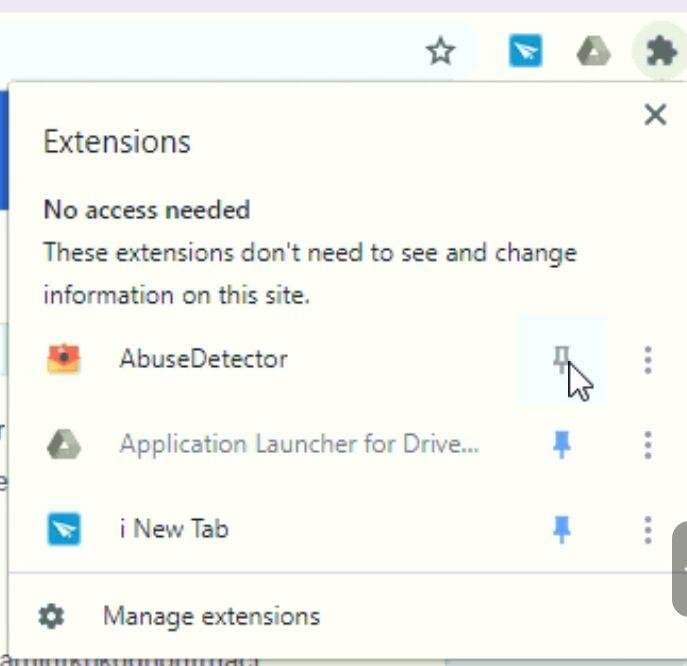 Extensions
No access needed
These extensions don't need to see and change
information on this site.
AbuseDetector
Application Launcher for Drive...
i New Tab
Manage extensions